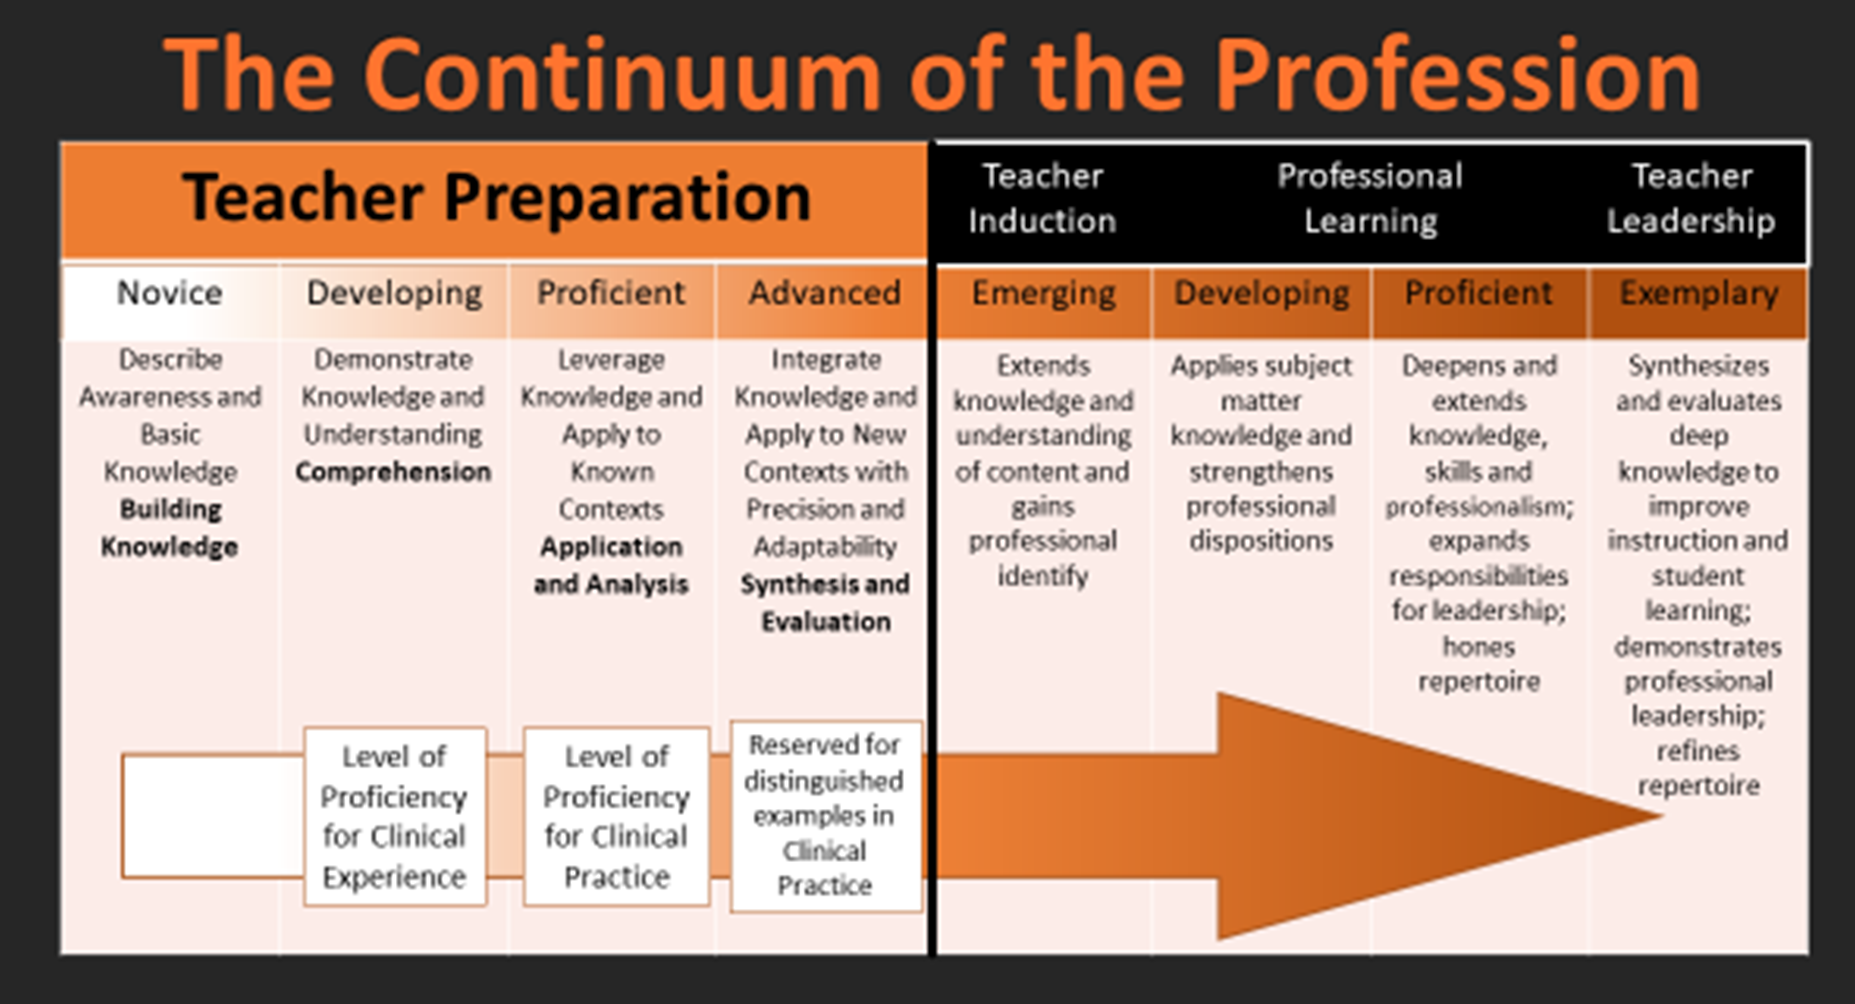 The Continuum of the Profession
Teacher Preparation
Teacher
Induction
Professional
Learning
Teacher
Leadership
Novice
Developing
Proficient
Advanced
Emerging
Developing
Proficient
Exemplary
Describe
Awareness and
Basic
Knowledge
Building
Knowledge
Demonstrate
Knowledge and
Understanding
Comprehension
Leverage
Knowledge and
Apply to
Known
Contexts
Application
and Analysis
Integrate
Knowledge and
Apply to New
Contexts with
Precision and
Adaptability
Synthesis and
Evaluation
Extends
knowledge and
understanding
of content and
gains
professional
identify
Applies subject
matter
knowledge and
strengthens
professional
dispositions
Deepens and
extends
knowledge,
skills and
professionalism;
expands
responsibilities
for leadership;
hones
repertoire
Synthesizes
and evaluates
deep
knowledge to
improve
instruction and
student
learning;
demonstrates
professional
leadership;
refines
repertoire
Level of
Proficiency
for Clinical
Experience
Level of
Proficiency
for Clinical
Practice
Reserved for
distinguished
examples in
Clinical
Practice